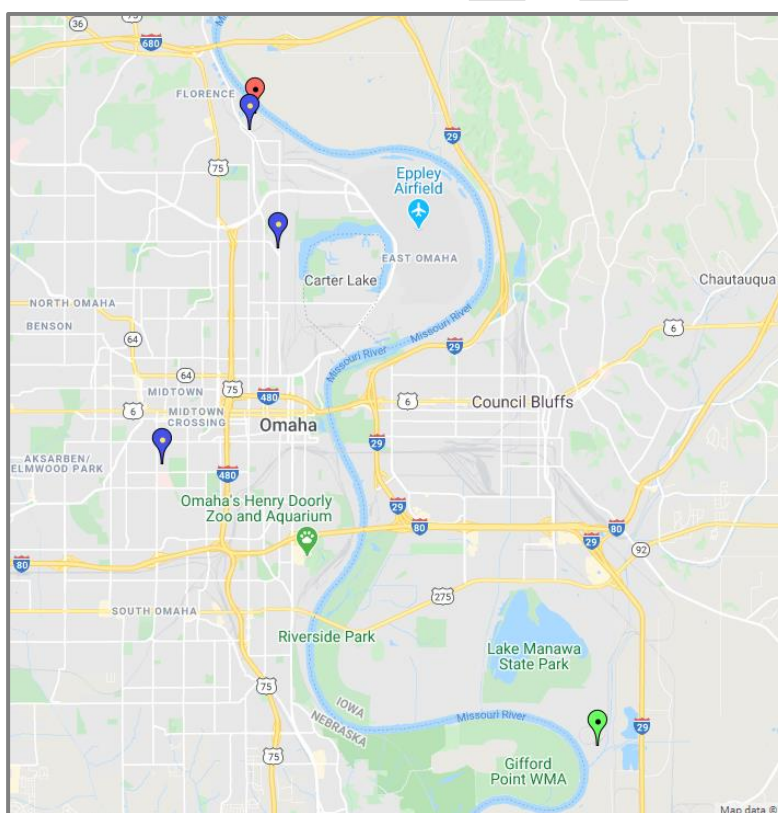 75
36
680
FLORENCE
29
75
Eppley
Airfield
EAST OMAHA
Carter Lake
Chautauqua
NORTH OMAHA
BENSON
64
Missouri River
Missouri River
6
29
64
MIDTOWN
75
480
6
MIDTOWN
CROSSING
6
Council Bluffs
Omaha
29
AKSARBEN/
ELMWOOD PARK
480
Omaha's Henry Doorly
Zoo and Aquarium
29
80
80
29
92
80
275
SOUTH OMAHA
Riverside Park
Lake Manawa
State Park
75
IOWA
NEBRASKA
Missouri River
29
75
Gifford
Point WMA
Map data ©